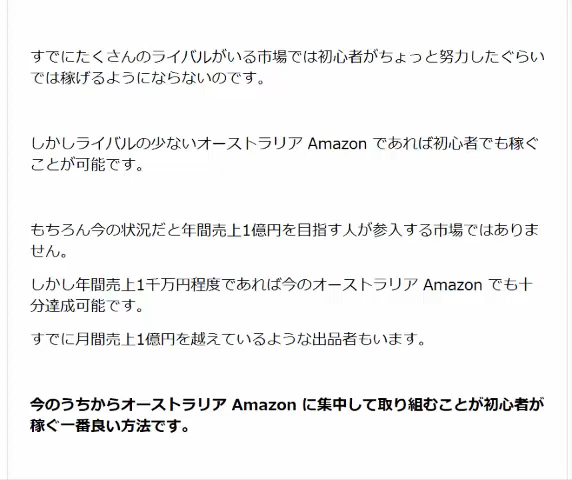 すでにたくさんのライバルがいる市場では初心者がちょっと努力したぐらい
では稼げるようにならないのです。
しかしライバルの少ないオーストラリア Amazon であれば初心者でも稼ぐ
ことが可能です。
もちろん今の状況だと年間売上1億円を目指す人が参入する市場ではありま
せん。
しかし年間売上1千万円程度であれば今のオーストラリア Amazon でも十
分達成可能です。
すでに月間売上1億円を越えているような出品者もいます。
今のうちからオーストラリア Amazon に集中して取り組むことが初心者が
稼ぐ一番良い方法です。